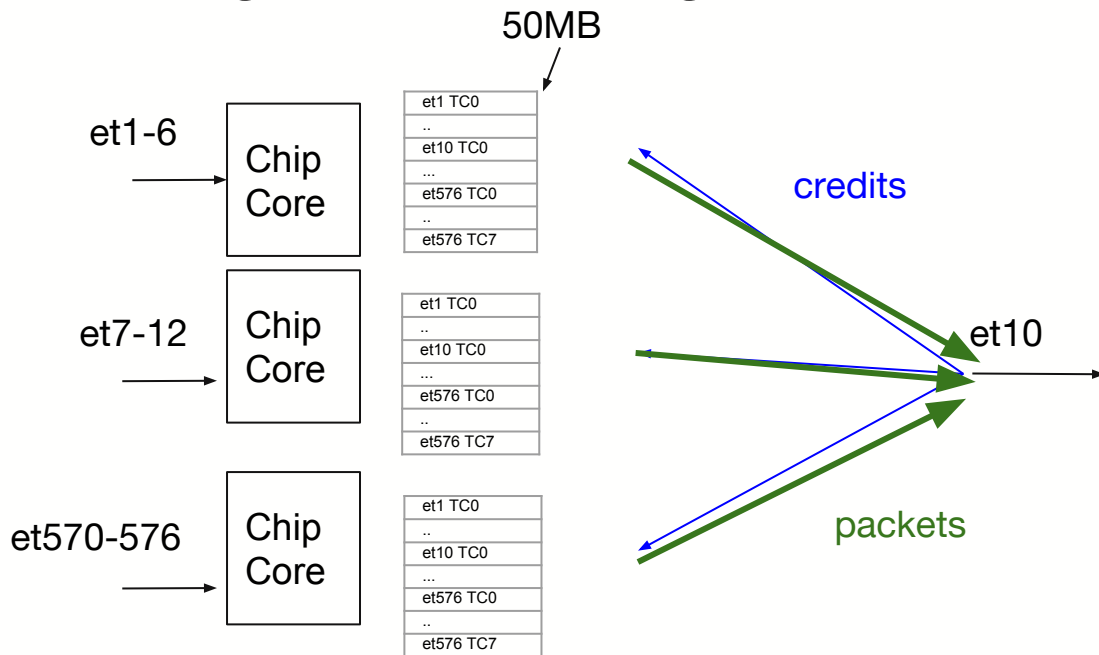 50MB
et1-6
Chip
Core
et1 TC0
..
et10 TC0
...
et576 TC0
..
et576 TC7
credits
et7-12
Chip
Core
et1 TC0
..
et10 TC0
...
et576 TC0
..
et576 TC7
et10
et570-576
Chip
Core
et1 TC0
..
et10 TC0
...
et576 TC0
..
et576 TC7
packets